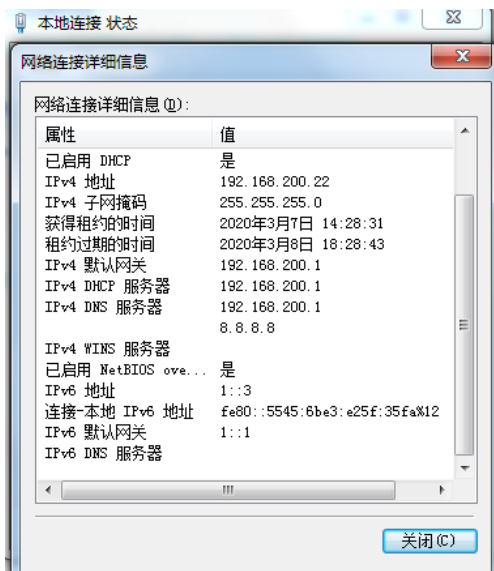 本地连接 状态
网络连接详细信息
网络连接详细信息(D):
属性 值
已启用 DHCP 是
IPv4 地址 192.168.200.22
IPv4 子网掩码 255.255.255.0
获得租约的时间 2020年3月7日 14:28:31
租约过期的时间 2020年3月8日 18:28:43
IPv4 默认网关 192.168.200.1
IPv4 DHCP 服务器 192.168.200.1
IPv4 DNS 服务器 192.168.200.1
8.8.8.8
IPv4 WINS 服务器
已启用 NetBIOS ove... 是
IPv6 地址 1::3
连接-本地 IPv6 地址 fe80::5545:6be3:e25f:35fa%12
IPv6 默认网关 1::1
IPv6 DNS 服务器
关闭(C)